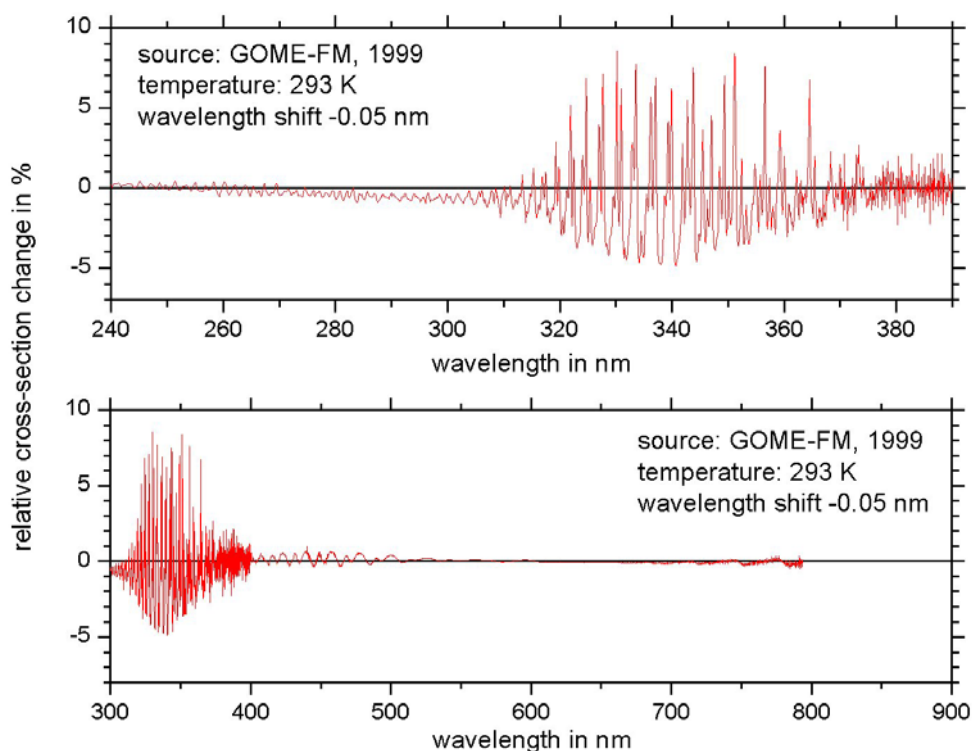 10
source: GOME-FM, 1999
temperature: 293 K
wavelength shift -0.05 nm
5
0
-5
240 260 280 300 320 340 360 380
wavelength in nm
relative cross-section change in %
10
source: GOME-FM, 1999
temperature: 293 K
wavelength shift -0.05 nm
5
0
-5
300 400 500 600 700 800 900
wavelength in nm